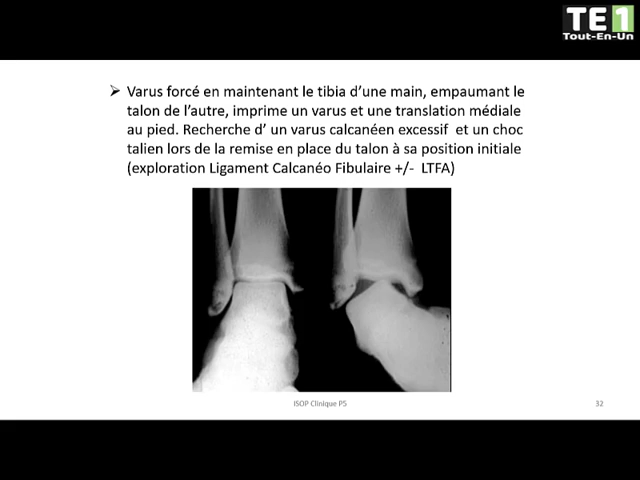 TE1
Tout-En-Un
➢ Varus forcé en maintenant le tibia d’une main, empaumant le
talon de l’autre, imprime un varus et une translation médiale
au pied. Recherche d’ un varus calcanéen excessif et un choc
talien lors de la remise en place du talon à sa position initiale
(exploration Ligament Calcanéo Fibulaire +/- LTFA)
ISOP Clinique P5
32